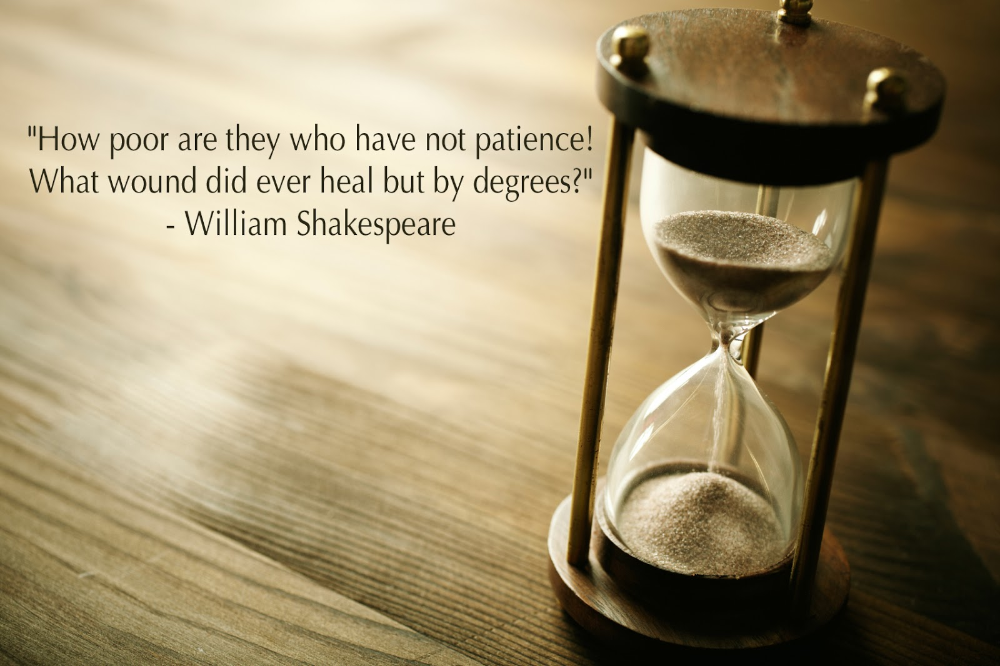 "How poor are they who have not patience!
What wound did ever heal but by degrees?"
- William Shakespeare